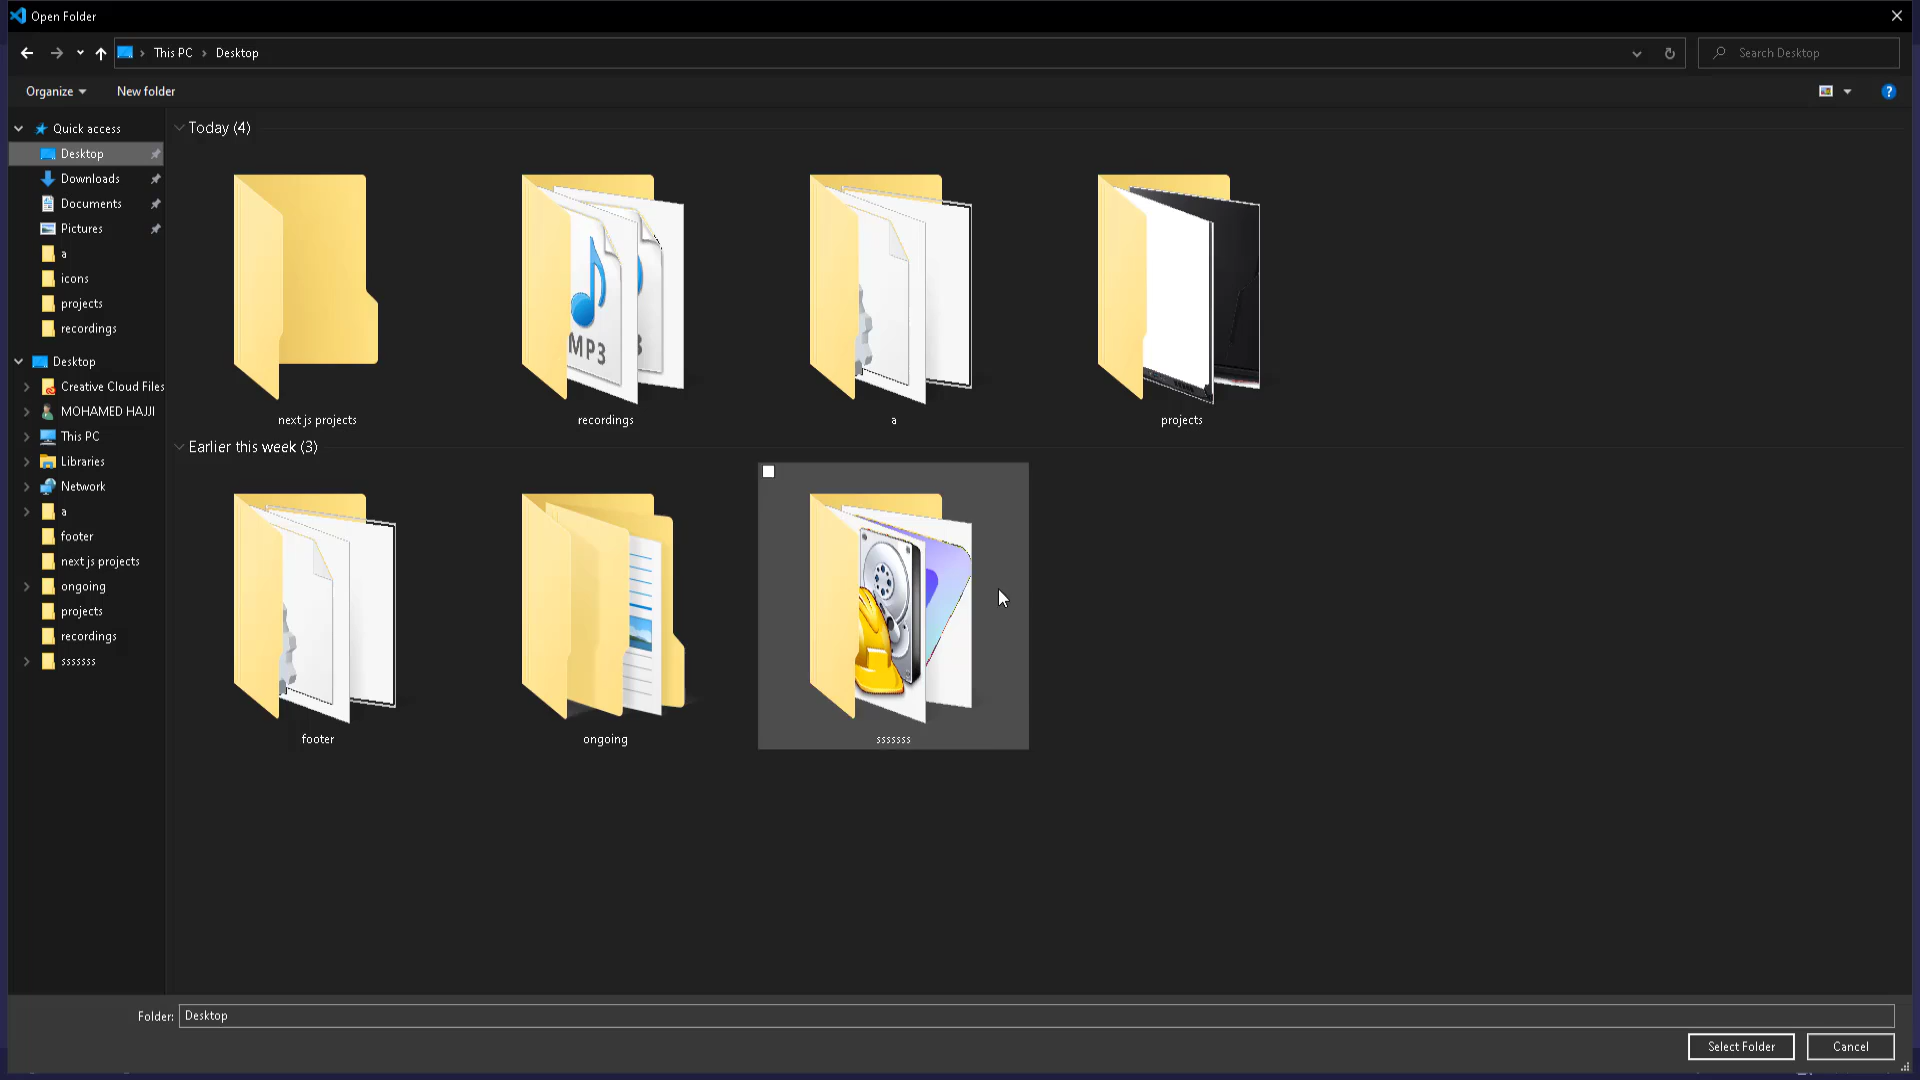 Open Folder
This PC > Desktop
Search Desktop
Organize
New folder
Quick access
Desktop
Downloads
Documents
Pictures
a
icons
projects
recordings
Desktop
Creative Cloud Files
MOHAMED HAJJI
This PC
Libraries
Network
a
footer
next js projects
ongoing
projects
recordings
sssssss
Today (4)
MP3
3
next js projects
recordings
a
projects
Earlier this week (3)
footer
ongoing
sssssss
Folder: Desktop
Select Folder
Cancel